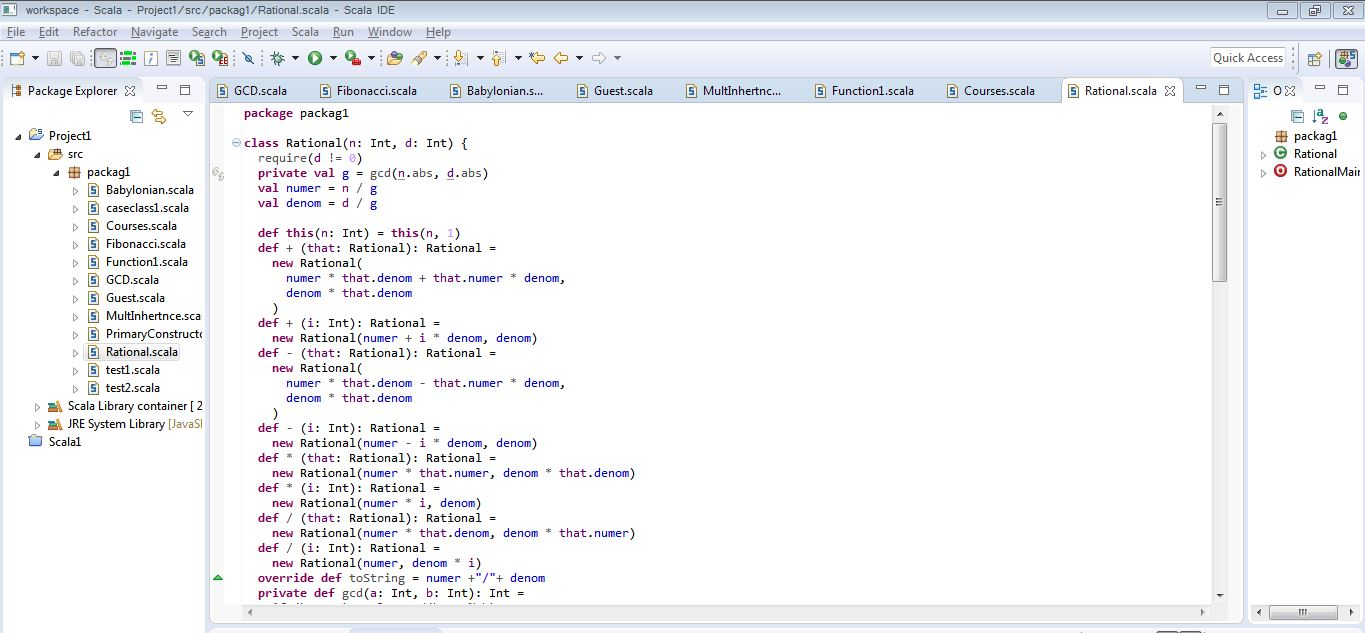 workspace - Scala - Project1/src/packag1/Rational.scala - Scala IDE
File Edit Refactor Navigate Search Project Scala Run Window Help
Quick Access
Package Explorer
GCD.scala Fibonacci.scala Babylonian.s... Guest.scala MultInhertnc... Function1.scala Courses.scala Rational.scala
O
Project1
src
packag1
Babylonian.scala
caseclass1.scala
Courses.scala
Fibonacci.scala
Function1.scala
GCD.scala
Guest.scala
MultInhertnce.sca
PrimaryConstructo
Rational.scala
test1.scala
test2.scala
Scala Library container [ 2
JRE System Library [JavaSE
Scala1
package packag1
class Rational(n: Int, d: Int) {
require(d != 0)
private val g = gcd(n.abs, d.abs)
val numer = n / g
val denom = d / g
def this(n: Int) = this(n, 1)
def + (that: Rational): Rational =
new Rational(
numer * that.denom + that.numer * denom,
denom * that.denom
)
def + (i: Int): Rational =
new Rational(numer + i * denom, denom)
def - (that: Rational): Rational =
new Rational(
numer * that.denom - that.numer * denom,
denom * that.denom
)
def - (i: Int): Rational =
new Rational(numer - i * denom, denom)
def * (that: Rational): Rational =
new Rational(numer * that.numer, denom * that.denom)
def * (i: Int): Rational =
new Rational(numer * i, denom)
def / (that: Rational): Rational =
new Rational(numer * that.denom, denom * that.numer)
def / (i: Int): Rational =
new Rational(numer, denom * i)
override def toString = numer +"/"+ denom
private def gcd(a: Int, b: Int): Int =
packag1
Rational
RationalMain